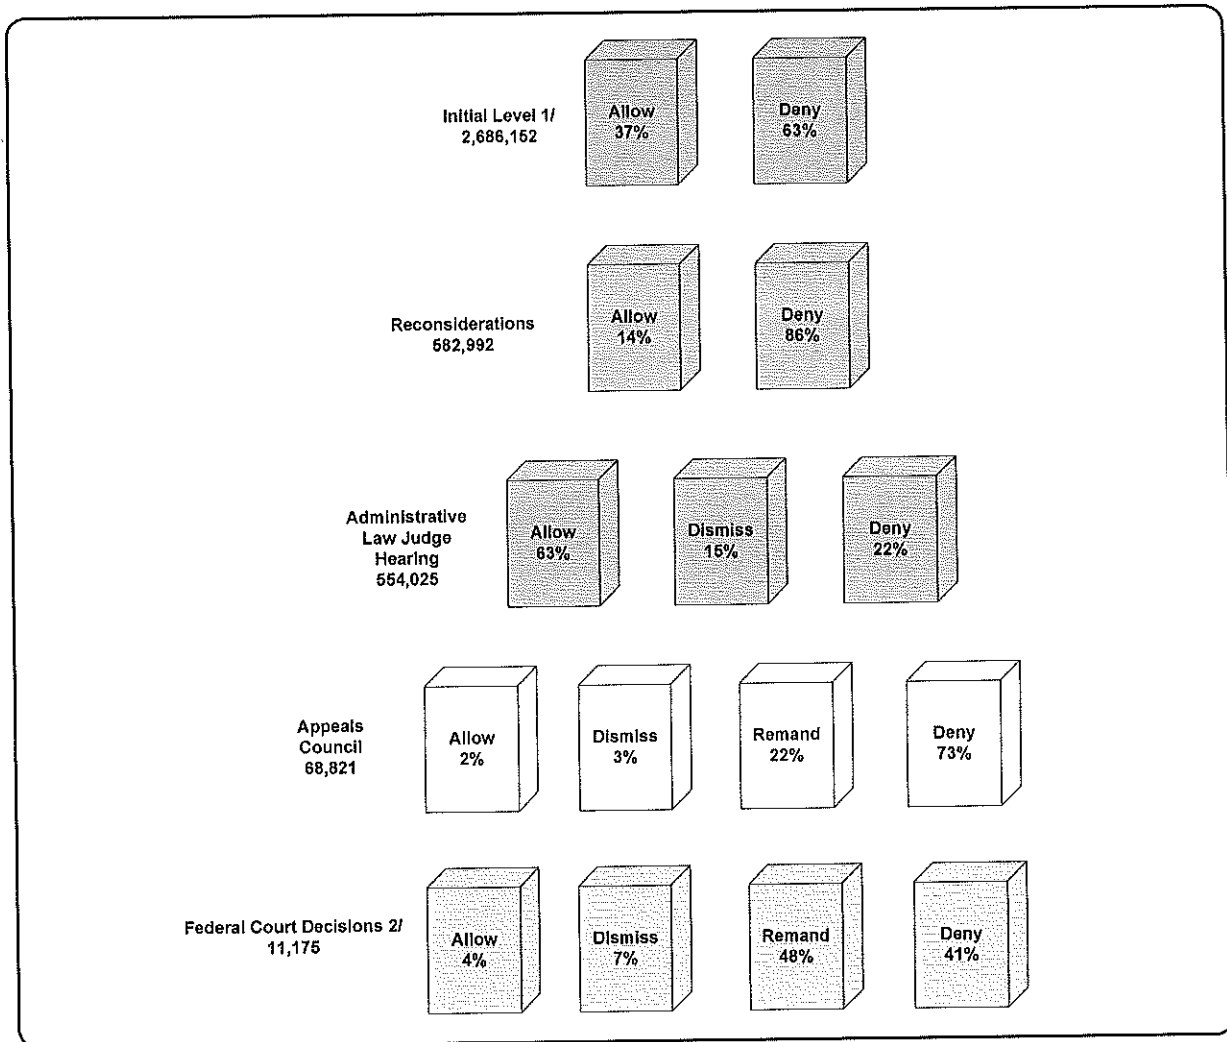 Initial Level 1/
2,686,152
Allow
37%
Deny
63%
Reconsiderations
582,992
Allow
14%
Deny
86%
Administrative
Law Judge
Hearing
554,025
Allow
63%
Dismiss
15%
Deny
22%
Appeals
Council
68,821
Allow
2%
Dismiss
3%
Remand
22%
Deny
73%
Federal Court Decisions 2/
11,175
Allow
4%
Dismiss
7%
Remand
48%
Deny
41%